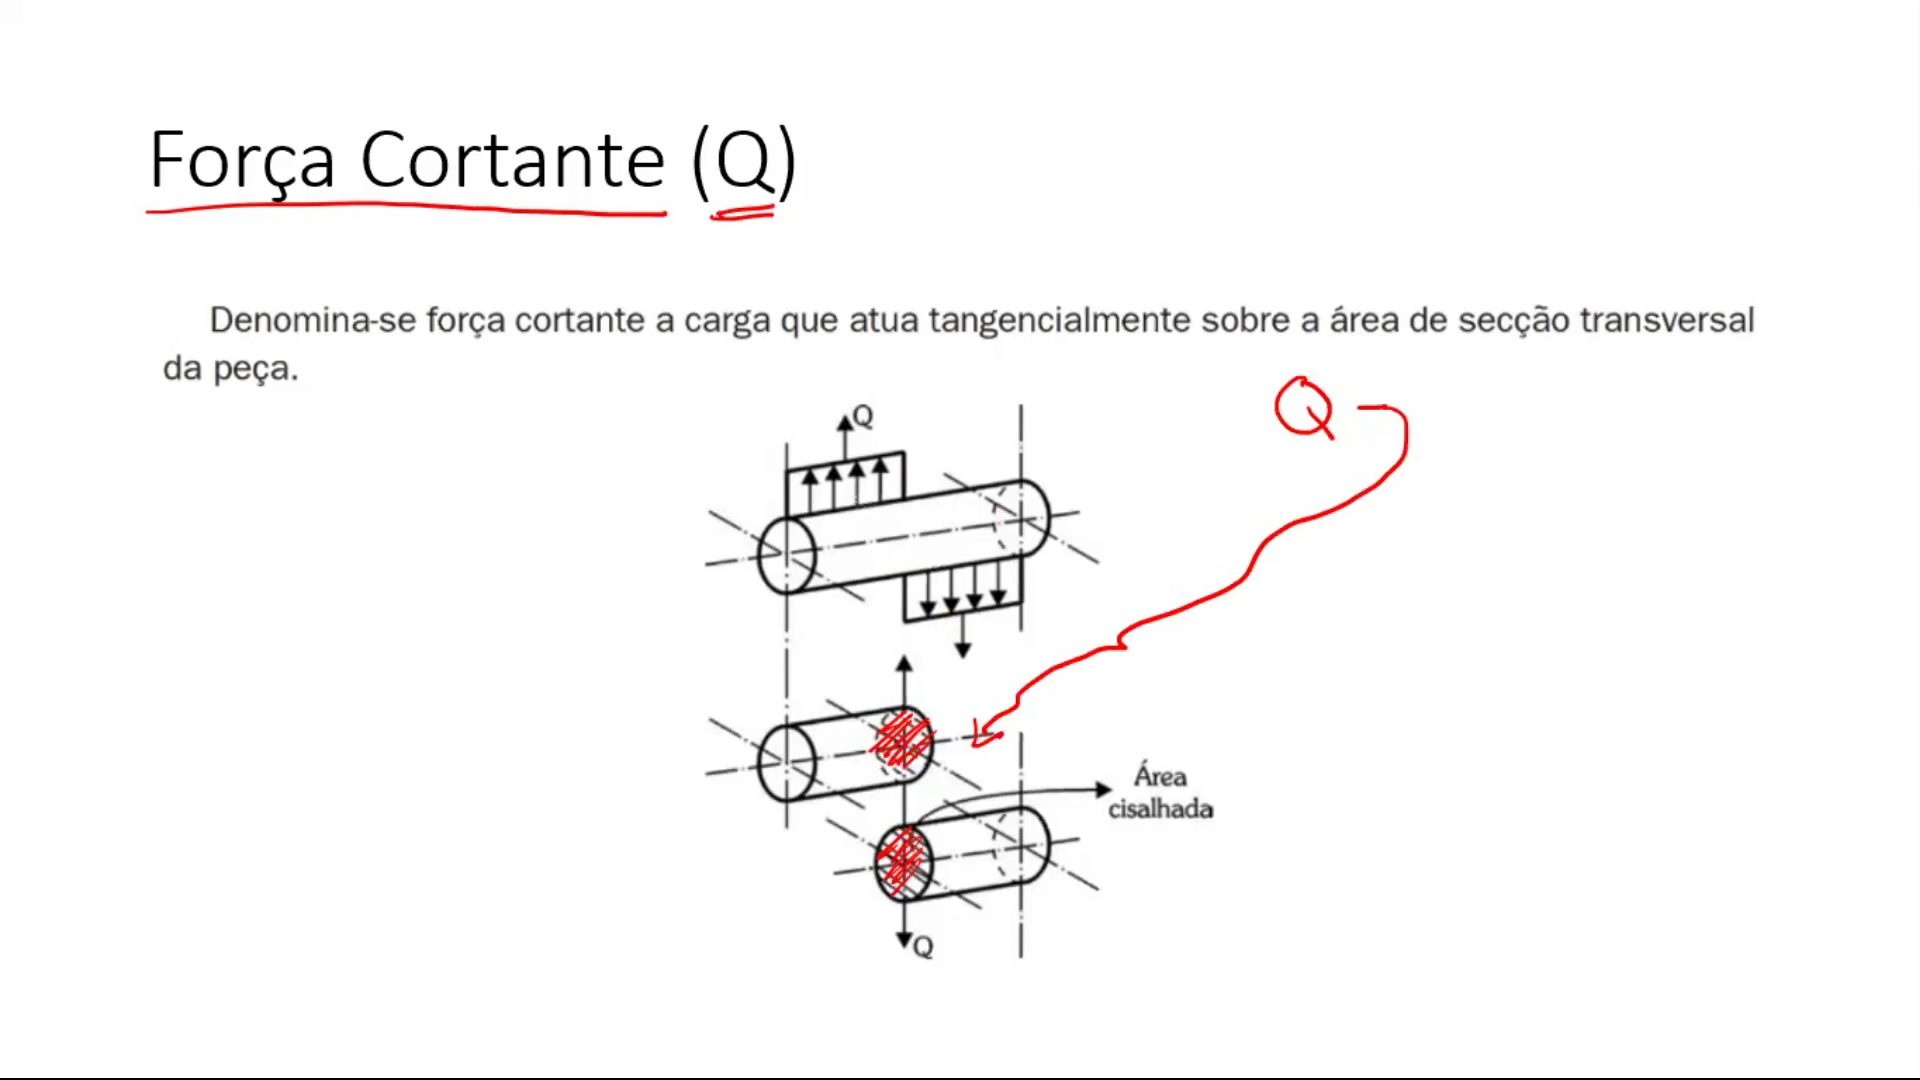 Força Cortante (Q)
Denomina-se força cortante a carga que atua tangencialmente sobre a área de secção transversal
da peça.
Q
Q
Área
cisalhada
Q